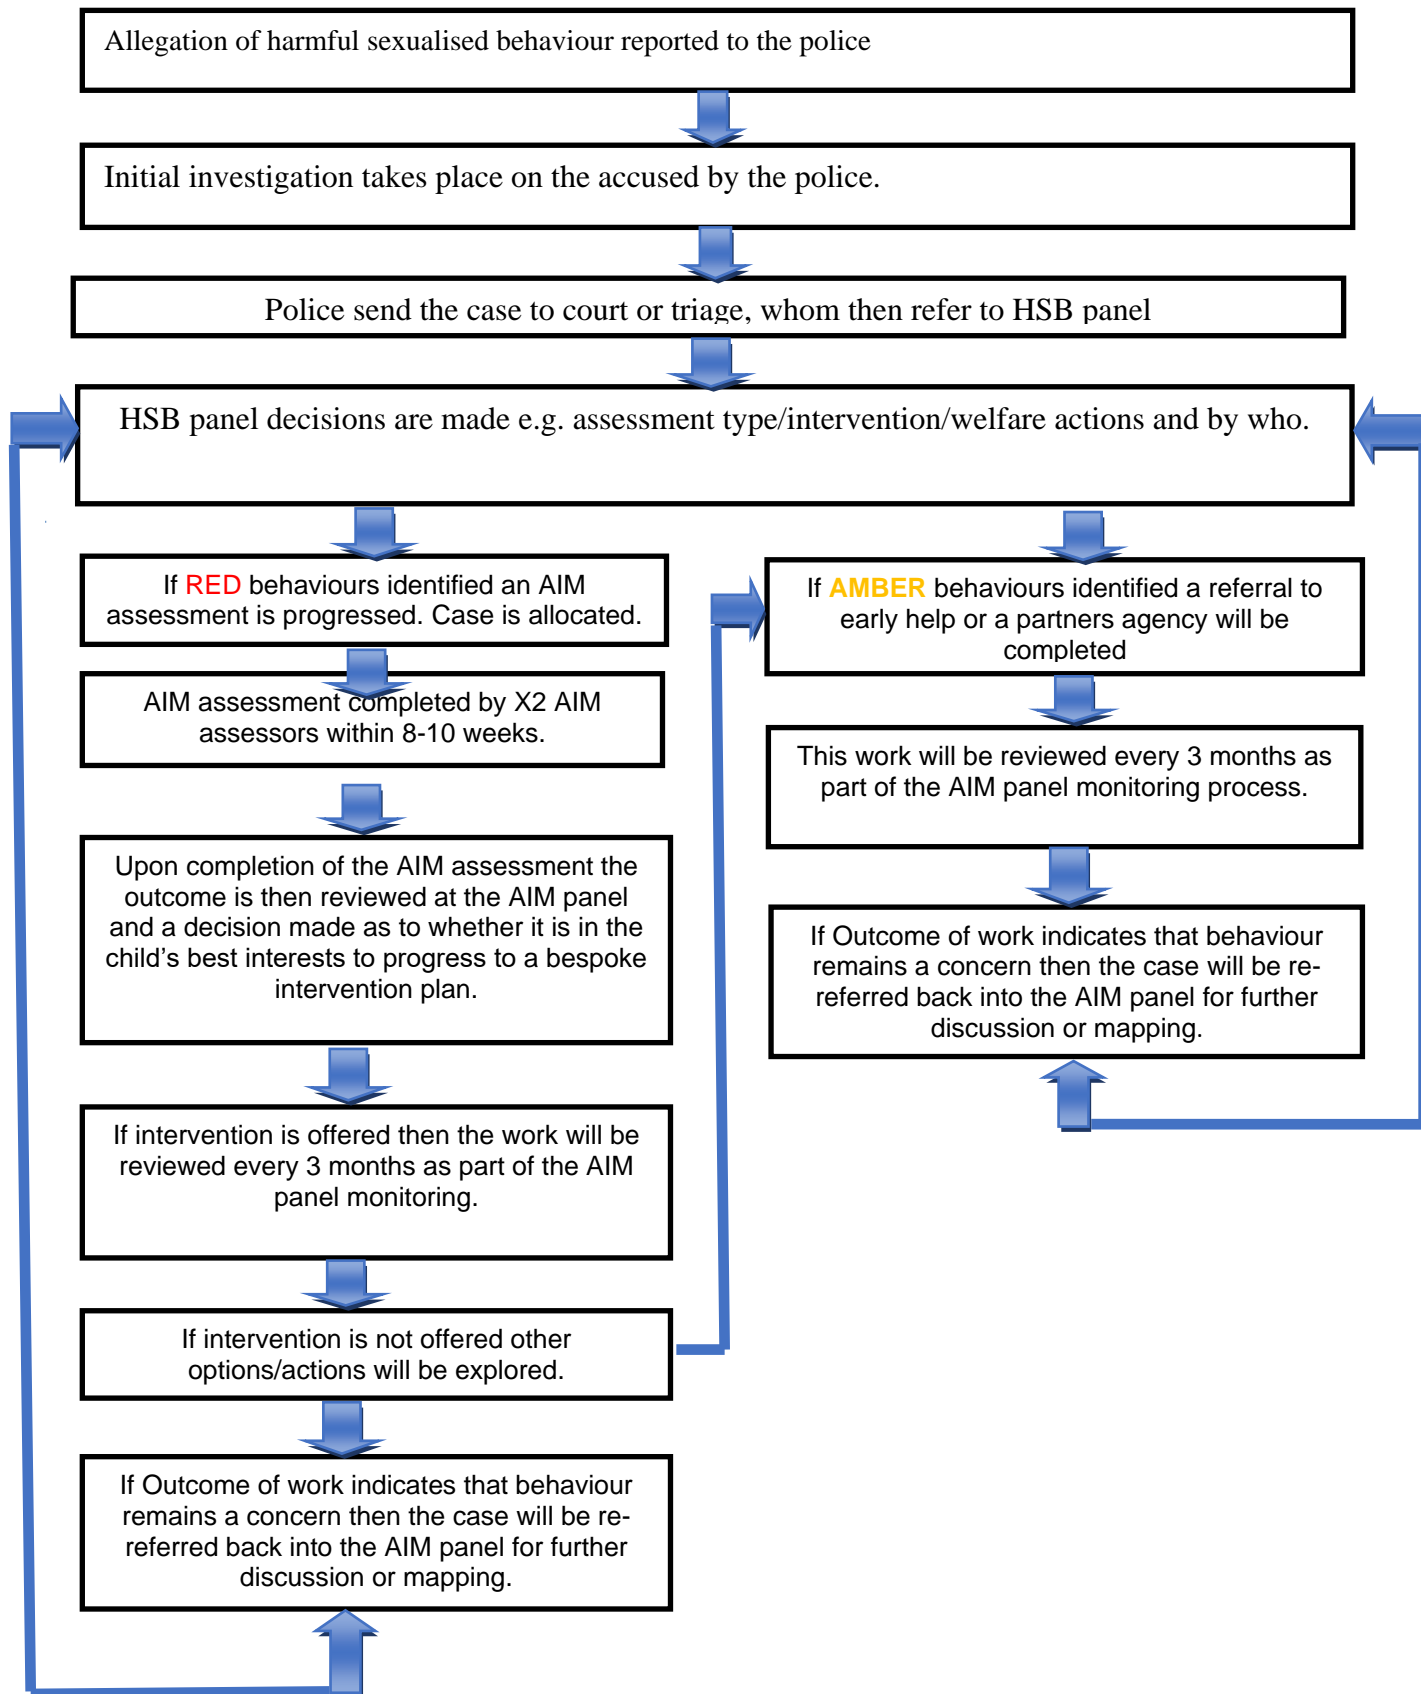 Allegation of harmful sexualised behaviour reported to the police
Initial investigation takes place on the accused by the police.
Police send the case to court or triage, whom then refer to HSB panel
HSB panel decisions are made e.g. assessment type/intervention/welfare actions and by who.
If RED behaviours identified an AIM
assessment is progressed. Case is allocated.
AIM assessment completed by X2 AIM
assessors within 8-10 weeks.
Upon completion of the AIM assessment the
outcome is then reviewed at the AIM panel
and a decision made as to whether it is in the
child’s best interests to progress to a bespoke
intervention plan.
If intervention is offered then the work will be
reviewed every 3 months as part of the AIM
panel monitoring.
If intervention is not offered other
options/actions will be explored.
If Outcome of work indicates that behaviour
remains a concern then the case will be re-
referred back into the AIM panel for further
discussion or mapping.
If AMBER behaviours identified a referral to
early help or a partners agency will be
completed
This work will be reviewed every 3 months as
part of the AIM panel monitoring process.
If Outcome of work indicates that behaviour
remains a concern then the case will be re-
referred back into the AIM panel for further
discussion or mapping.